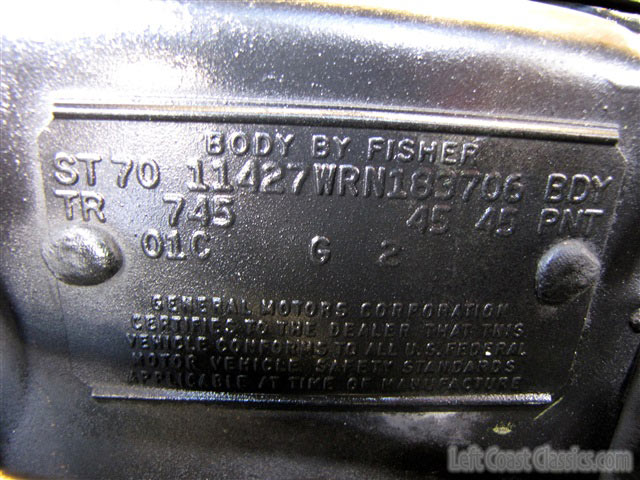 BODY BY FISHER
ST 70 11427WRN183706 BDY
TR 745 45 45 PNT
01C G 2
GENERAL MOTORS CORPORATION
CERTIFIES TO THE DEALER THAT THIS
VEHICLE CONFORMS TO ALL U.S. FEDERAL
MOTOR VEHICLE SAFETY STANDARDS
APPLICABLE AT TIME OF MANUFACTURE
Left Coast Classics.com